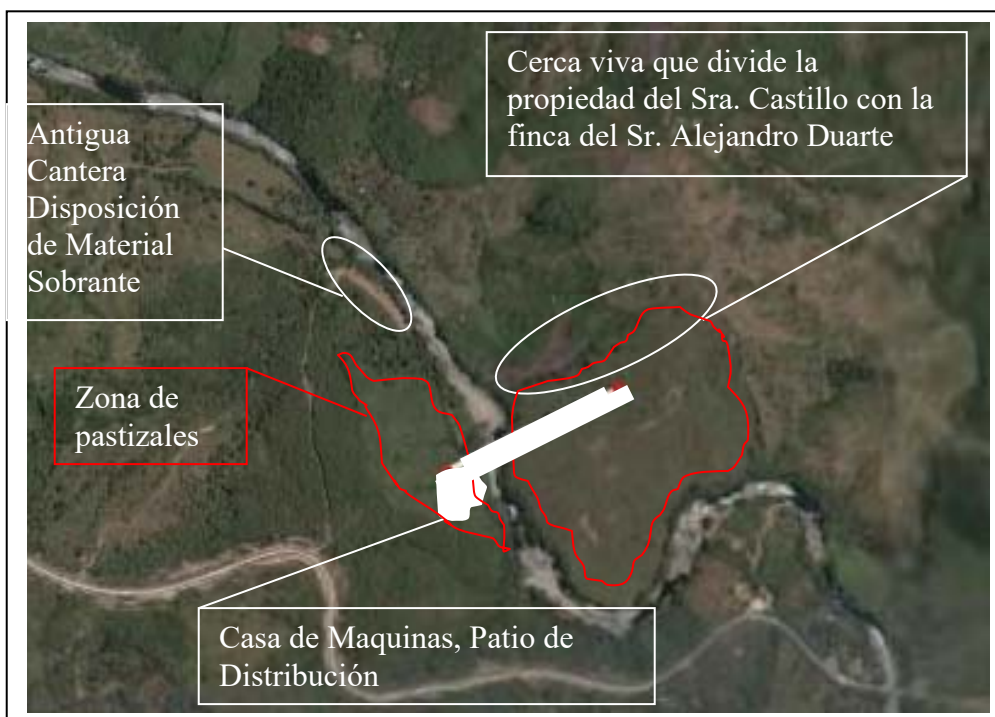 Cerca viva que divide la
propiedad del Sra. Castillo con la
finca del Sr. Alejandro Duarte
Antigua
Cantera
Disposición
de Material
Sobrante
Zona de
pastizales
Casa de Maquinas, Patio de
Distribución